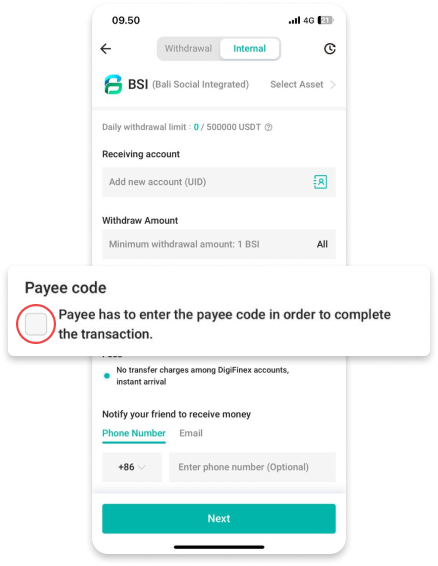 09.50
4G 21
Withdrawal Internal
BSI (Bali Social Integrated) Select Asset
Daily withdrawal limit : 0 / 500000 USDT
Receiving account
Add new account (UID)
Withdraw Amount
Minimum withdrawal amount: 1 BSI All
Payee code
Payee has to enter the payee code in order to complete
the transaction.
No transfer charges among DigiFinex accounts,
instant arrival
Notify your friend to receive money
Phone Number Email
+86 Enter phone number (Optional)
Next